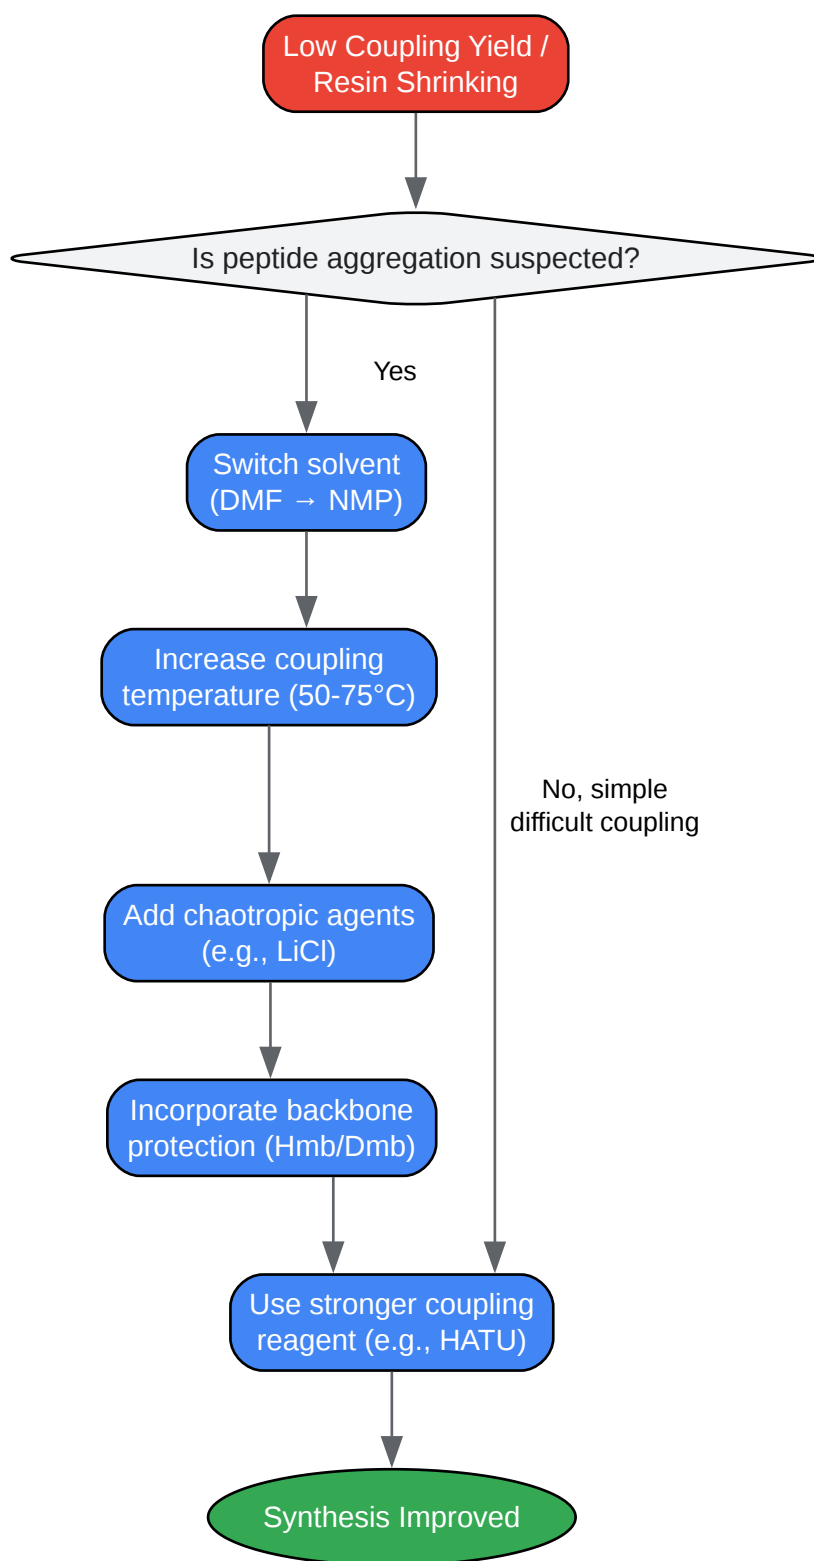 Low Coupling Yield /
Resin Shrinking
Is peptide aggregation suspected?
Yes
Switch solvent
(DMF → NMP)
Increase coupling
temperature (50-75°C)
No, simple
difficult coupling
Add chaotropic agents
(e.g., LiCl)
Incorporate backbone
protection (Hmb/Dmb)
Use stronger coupling
reagent (e.g., HATU)
Synthesis Improved